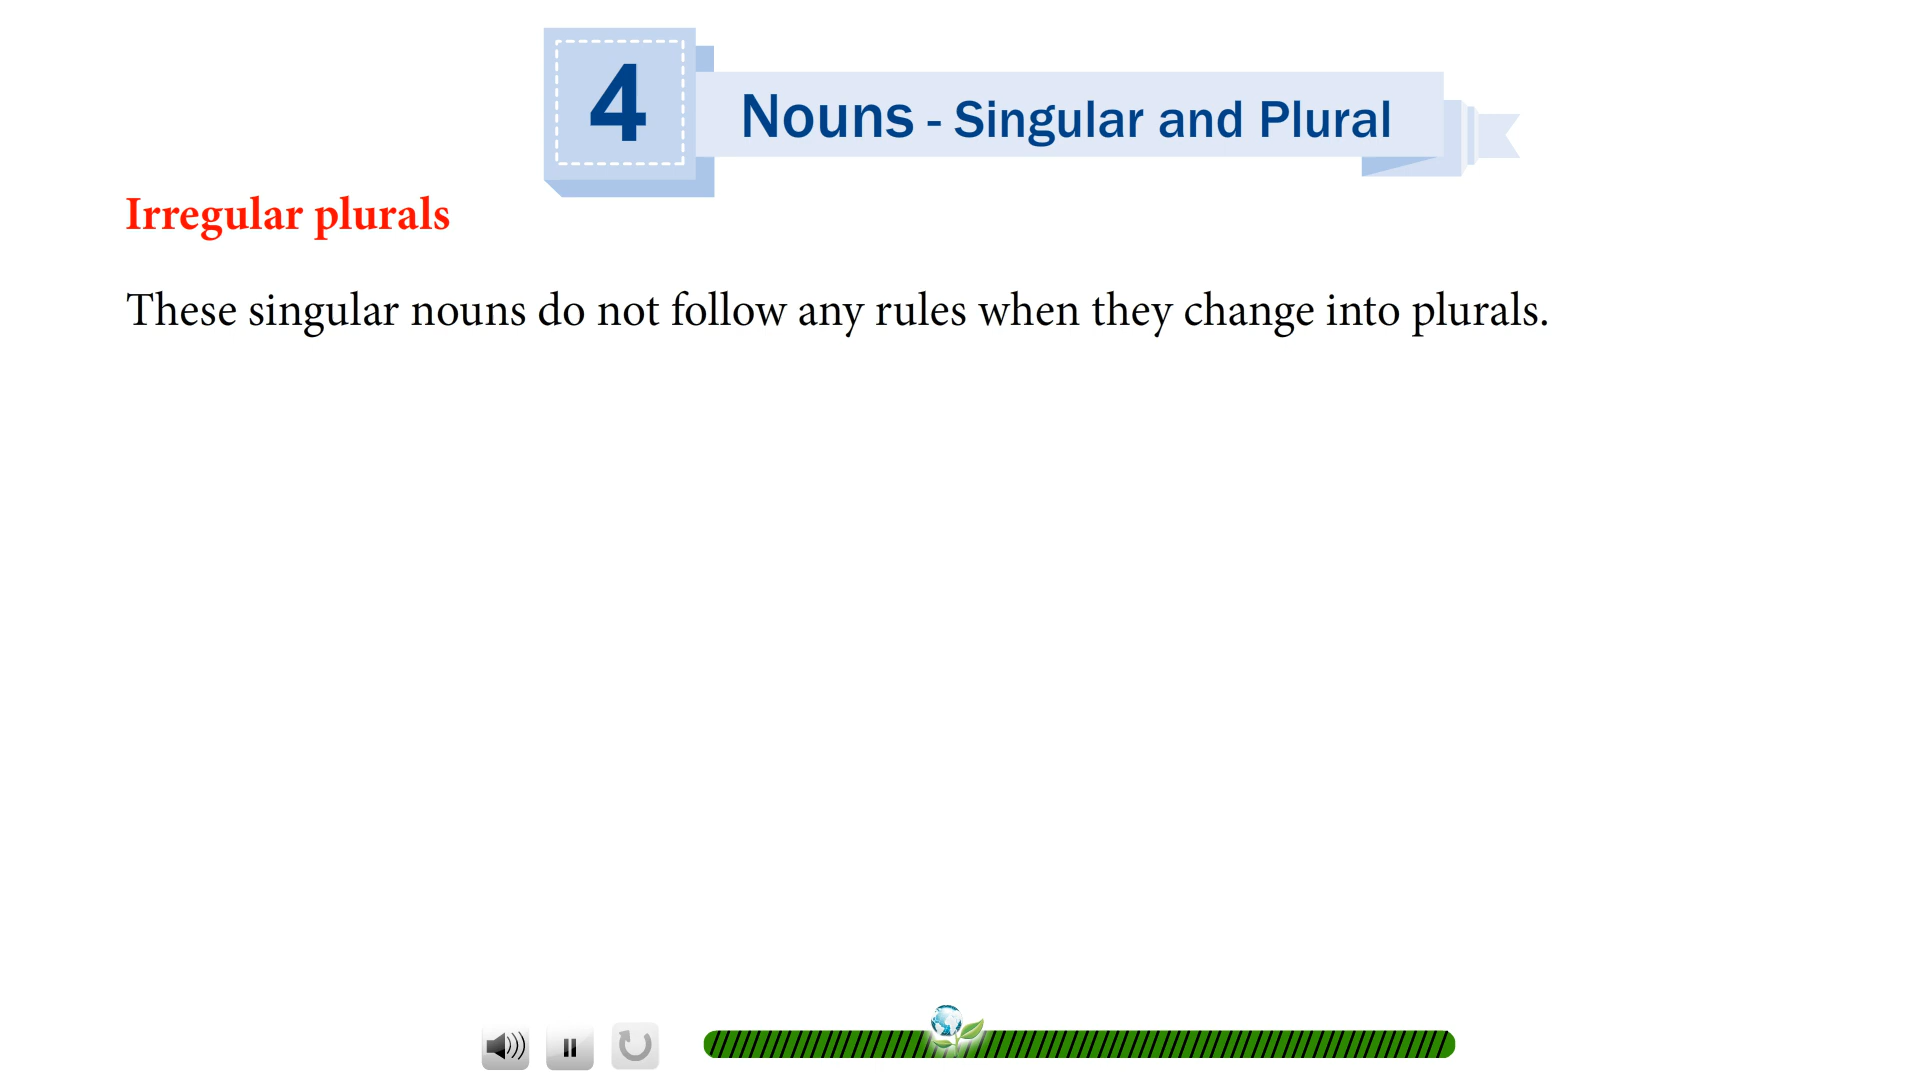 4
Nouns - Singular and Plural
Irregular plurals
These singular nouns do not follow any rules when they change into plurals.